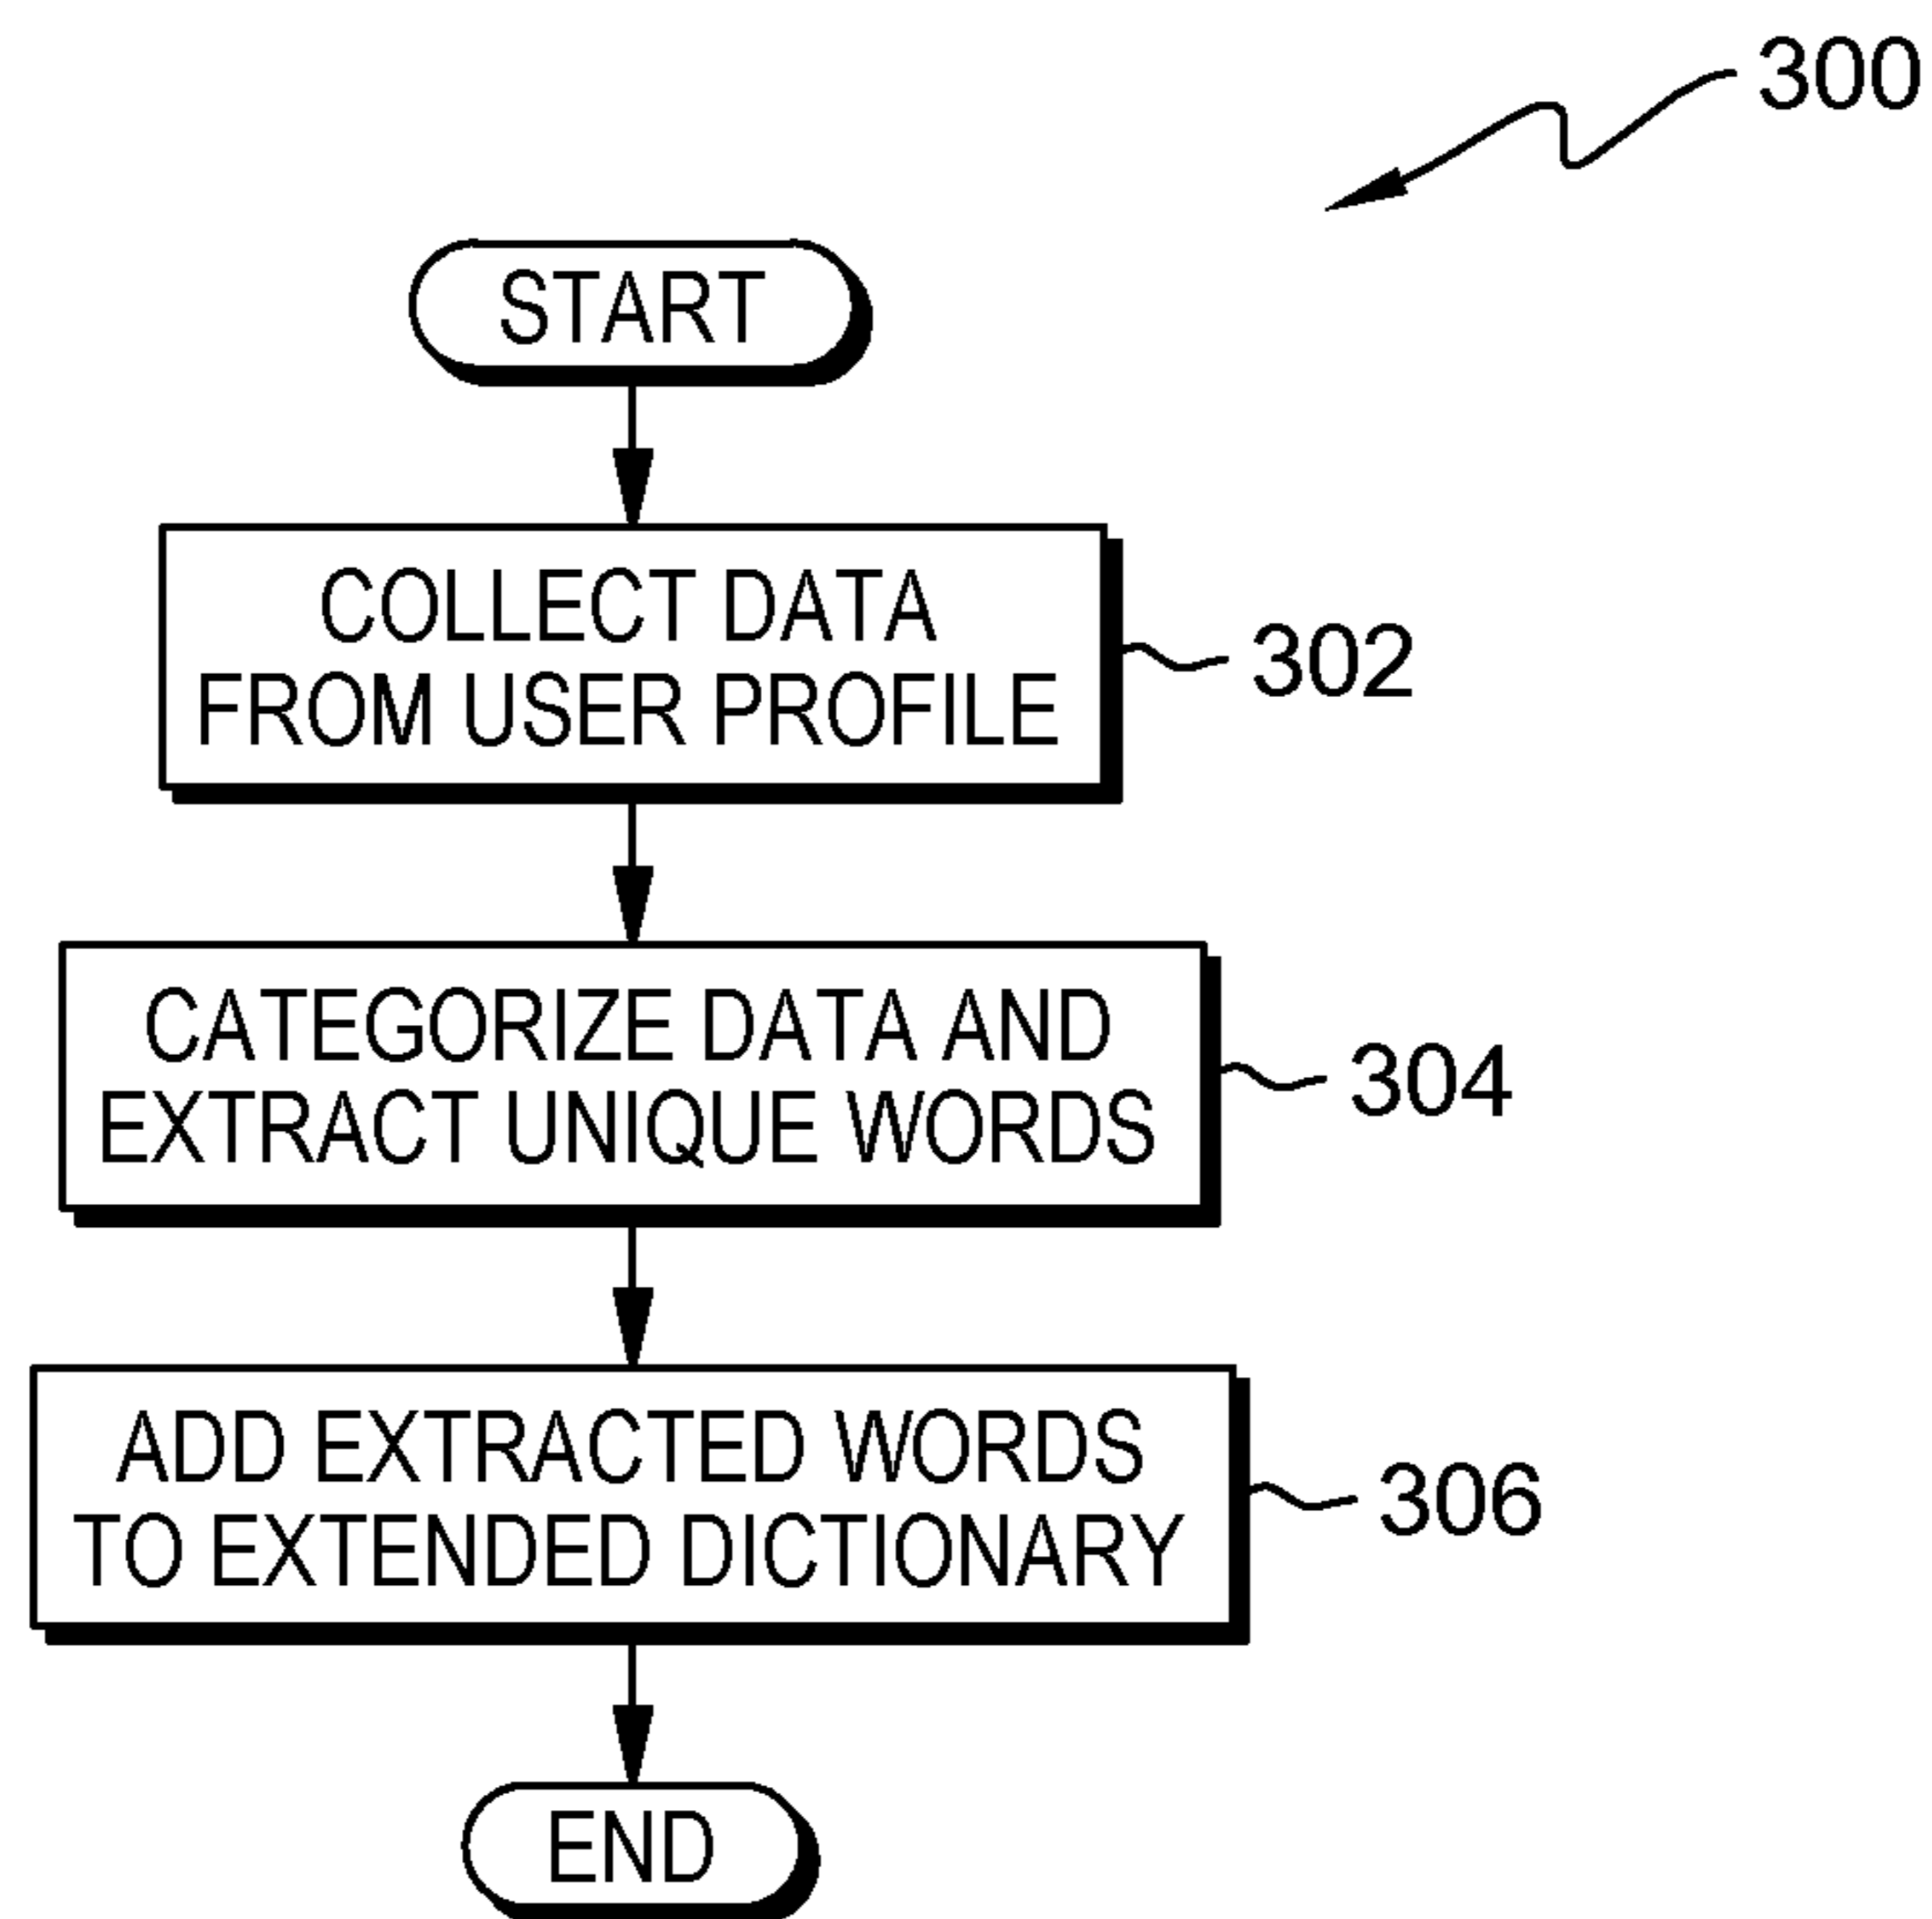 300
START
COLLECT DATA
FROM USER PROFILE
302
CATEGORIZE DATA AND
EXTRACT UNIQUE WORDS
304
ADD EXTRACTED WORDS
TO EXTENDED DICTIONARY
306
END